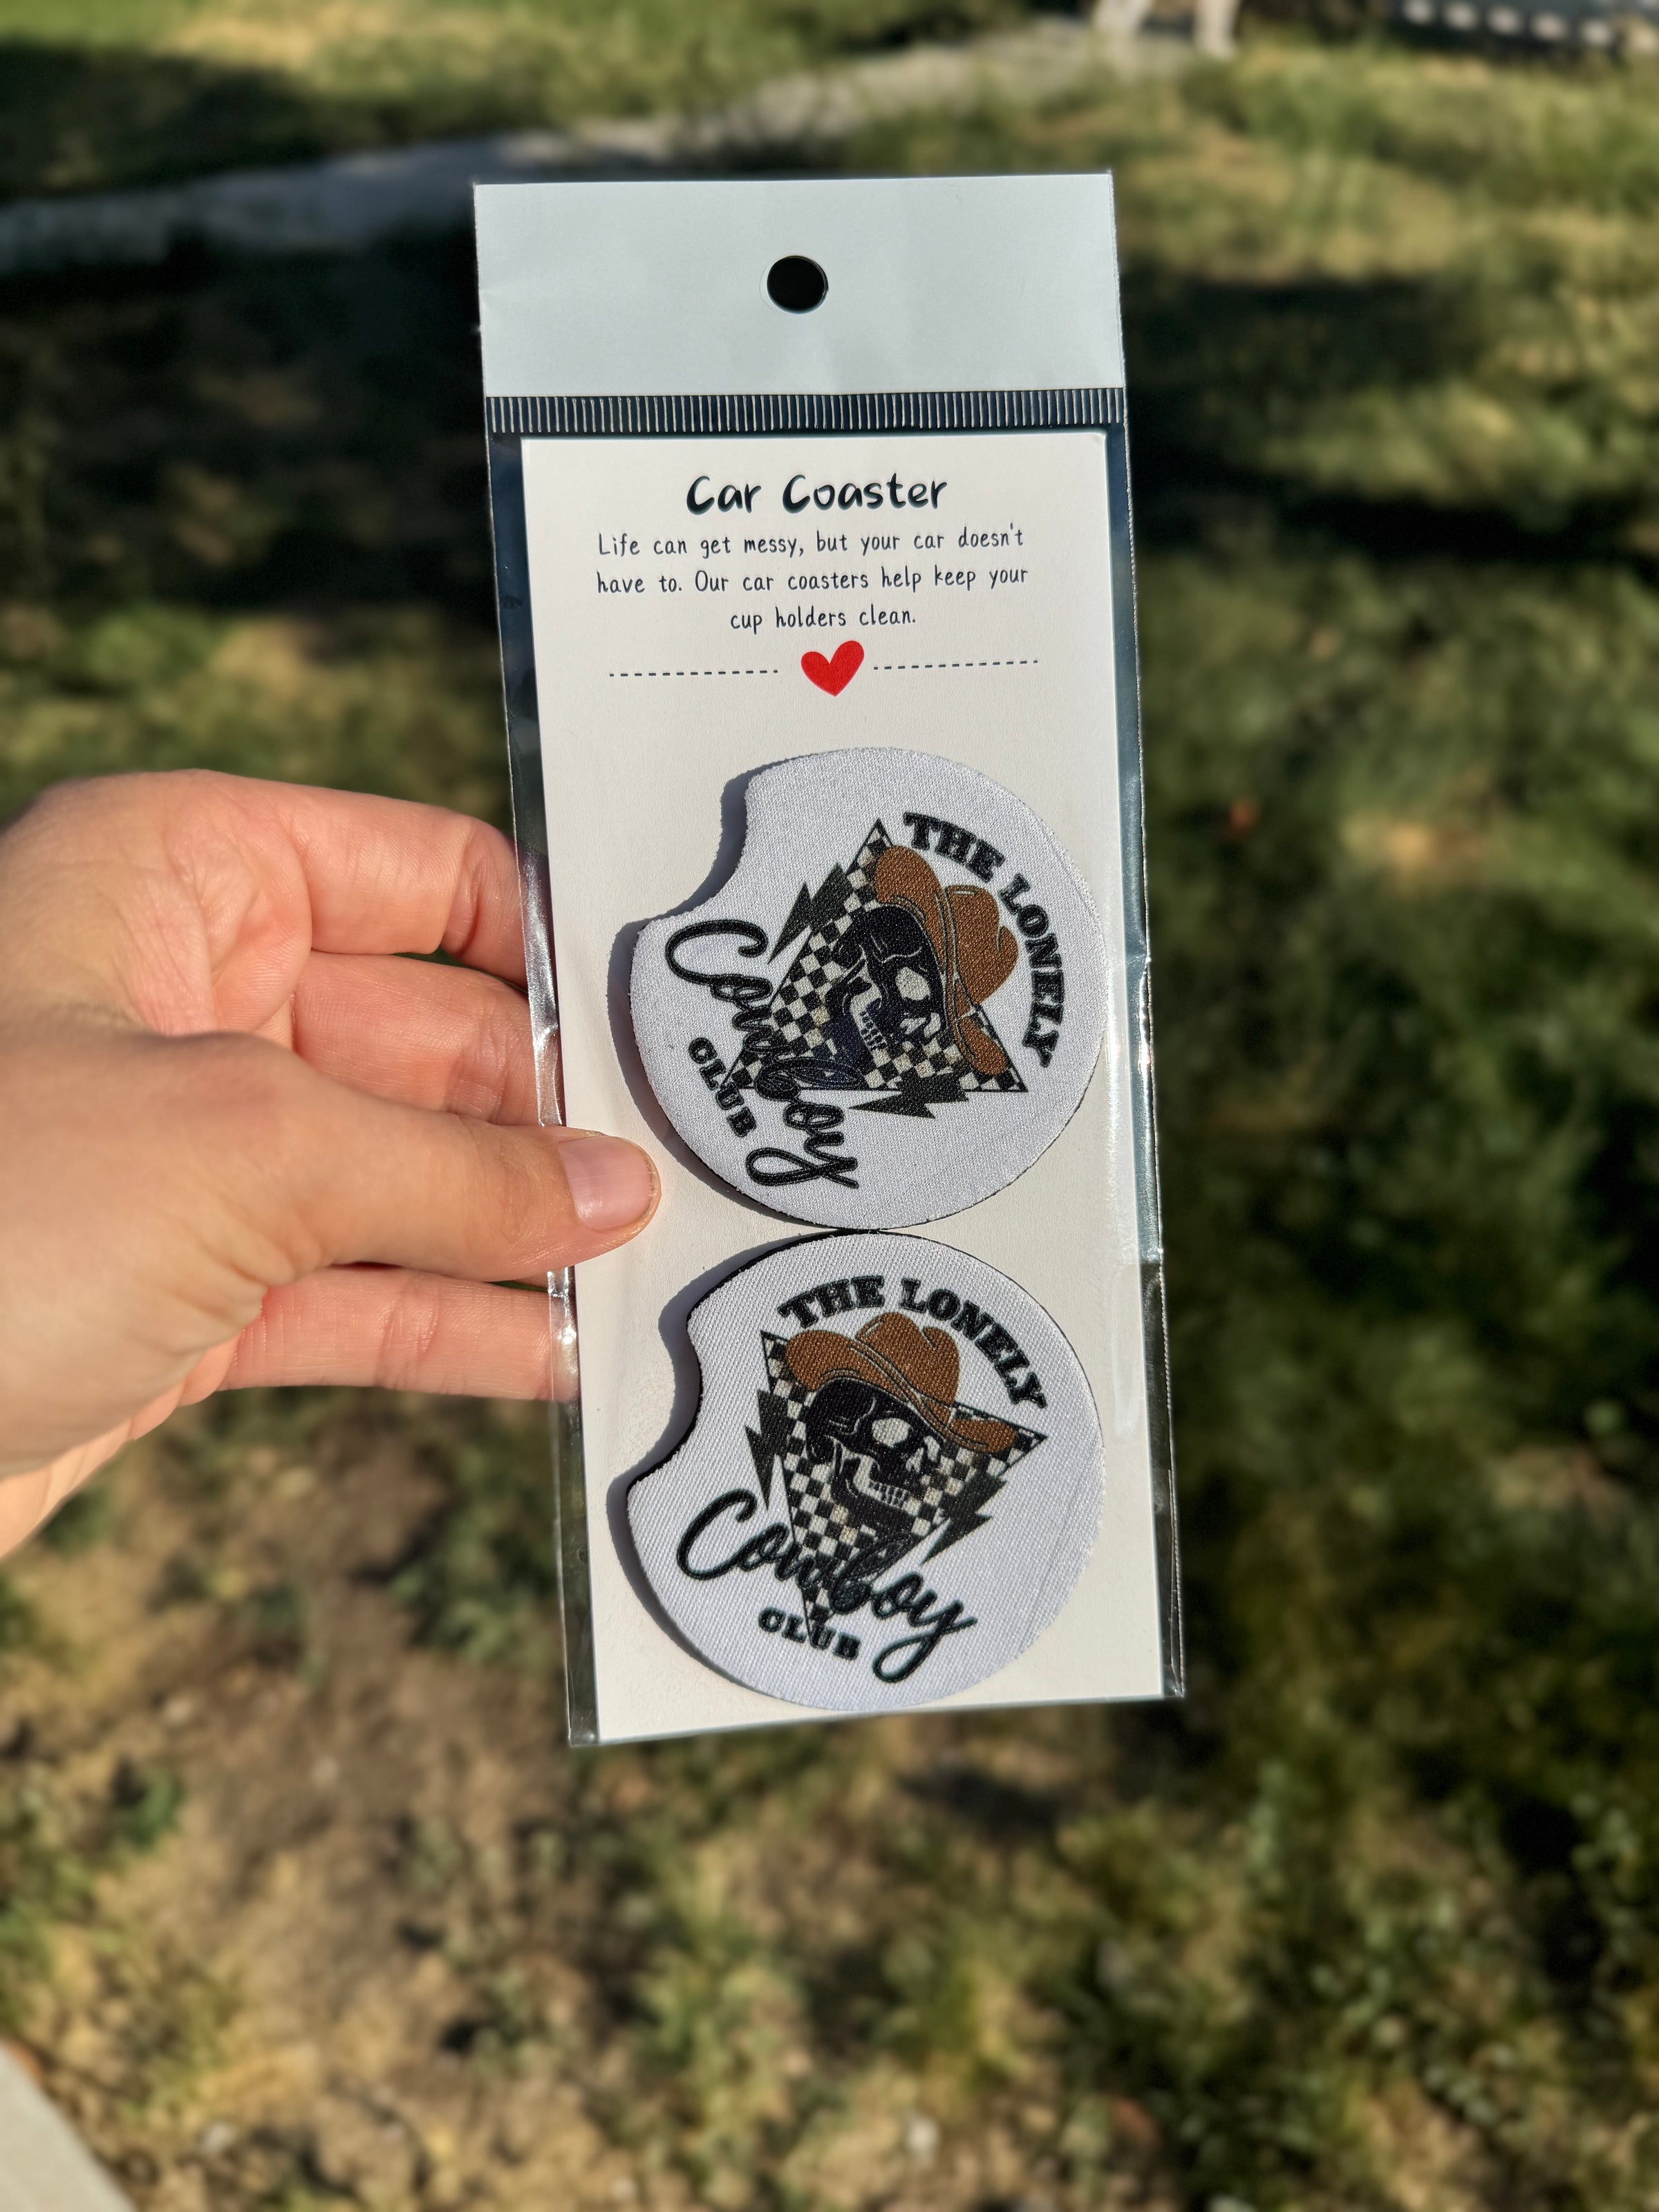 Car Coaster
Life can get messy, but your car doesn't
have to. Our car coasters help keep your
cup holders clean.
THE LONELY
Cowboy
CLUB
THE LONELY
Cowboy
CLUB